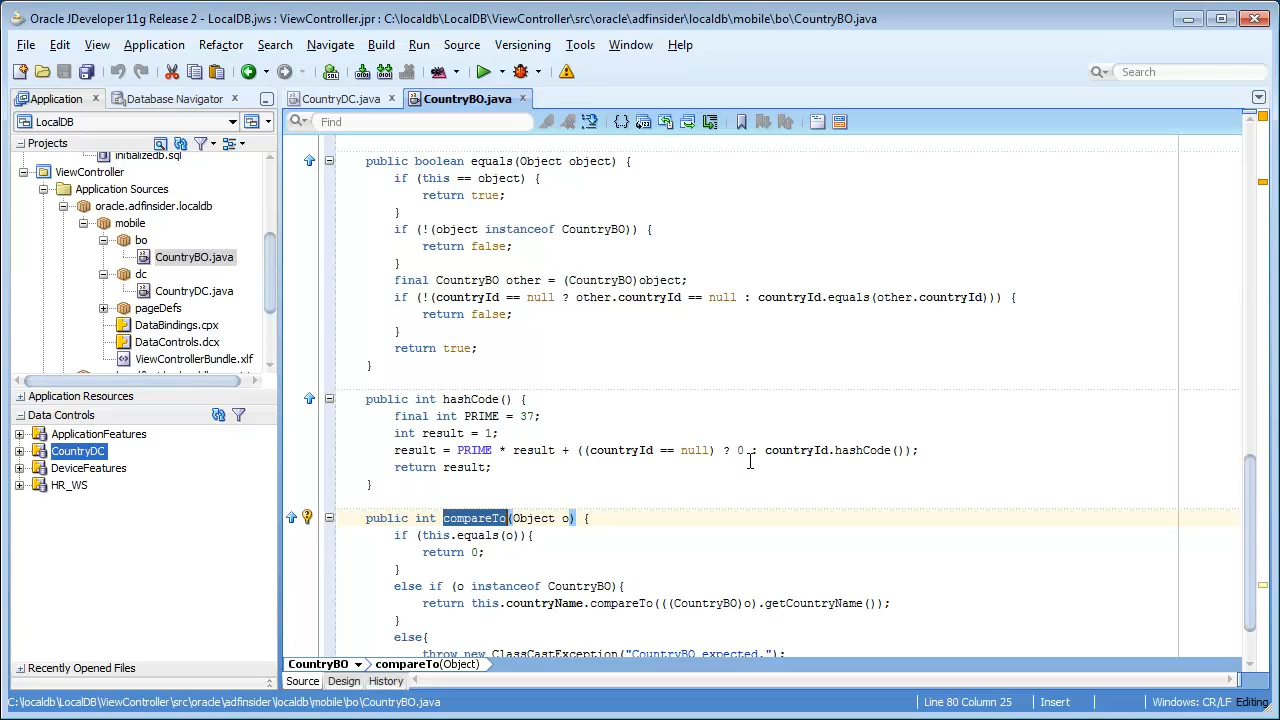 Oracle JDeveloper 11g Release 2 - LocalDB.jws : ViewController.jpr : C:\localdb\LocalDB\ViewController\src\oracle\adfinsider\localdb\mobile\bo\CountryBO.java
File Edit View Application Refactor Search Navigate Build Run Source Versioning Tools Window Help
Search
Application
Database Navigator
CountryDC.java
CountryBO.java
LocalDB
Find
Projects
initializedb.sql
ViewController
Application Sources
oracle.adfinsider.localdb
mobile
bo
CountryBO.java
dc
CountryDC.java
pageDefs
DataBindings.cpx
DataControls.dcx
ViewControllerBundle.xlf
Application Resources
Data Controls
ApplicationFeatures
CountryDC
DeviceFeatures
HR_WS
Recently Opened Files
public boolean equals(Object object) {
if (this == object) {
return true;
}
if (!(object instanceof CountryBO)) {
return false;
}
final CountryBO other = (CountryBO)object;
if (!(countryId == null ? other.countryId == null : countryId.equals(other.countryId))) {
return false;
}
return true;
}
public int hashCode() {
final int PRIME = 37;
int result = 1;
result = PRIME * result + ((countryId == null) ? 0 : countryId.hashCode());
return result;
}
public int compareTo(Object o) {
if (this.equals(o)){
return 0;
}
else if (o instanceof CountryBO){
return this.countryName.compareTo(((CountryBO)o).getCountryName());
}
else{
throw new ClassCastException("CountryBO expected.");
CountryBO compareTo(Object)
Source Design History
C:\localdb\LocalDB\ViewController\src\oracle\adfinsider\localdb\mobile\bo\CountryBO.java
Line 80 Column 25 Insert Windows: CR/LF Editing